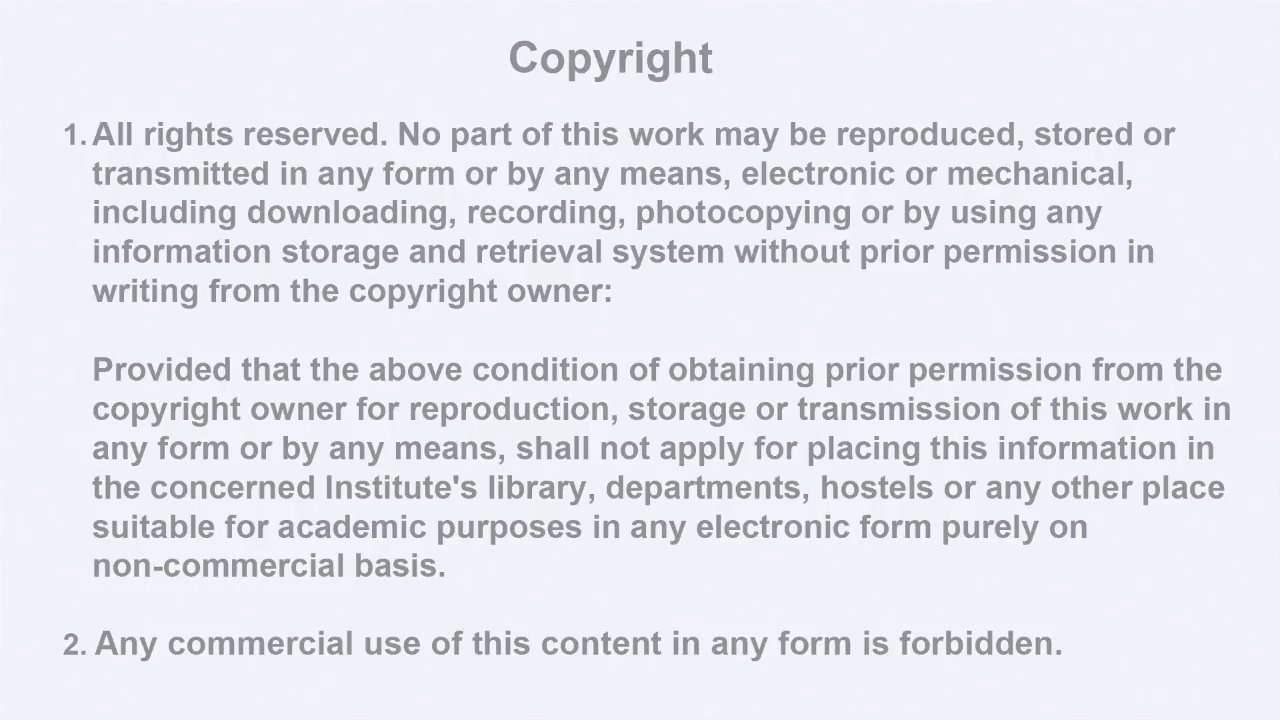 Copyright
1. All rights reserved. No part of this work may be reproduced, stored or
transmitted in any form or by any means, electronic or mechanical,
including downloading, recording, photocopying or by using any
information storage and retrieval system without prior permission in
writing from the copyright owner:
Provided that the above condition of obtaining prior permission from the
copyright owner for reproduction, storage or transmission of this work in
any form or by any means, shall not apply for placing this information in
the concerned Institute's library, departments, hostels or any other place
suitable for academic purposes in any electronic form purely on
non-commercial basis.
2. Any commercial use of this content in any form is forbidden.